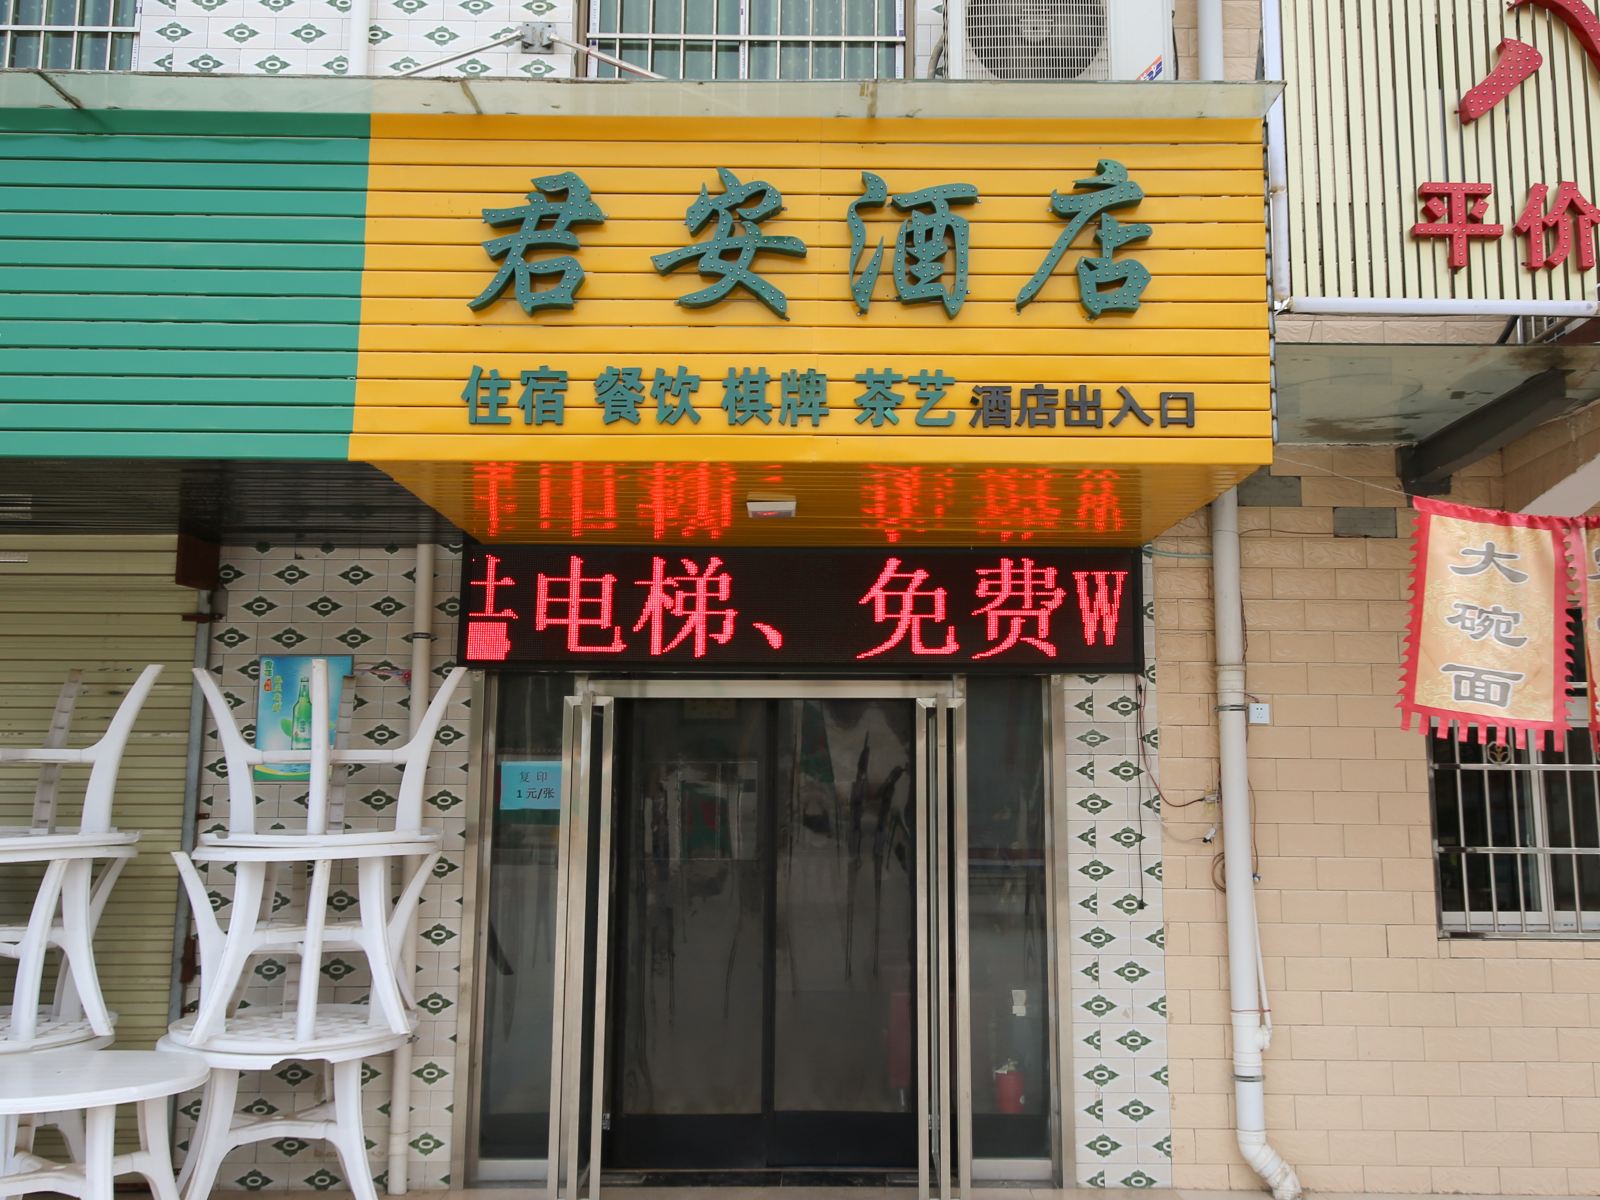 君安酒店
住宿 餐饮 棋牌 茶艺 酒店出入口
电梯、 免费W
平价
大碗面
复印
1元/张